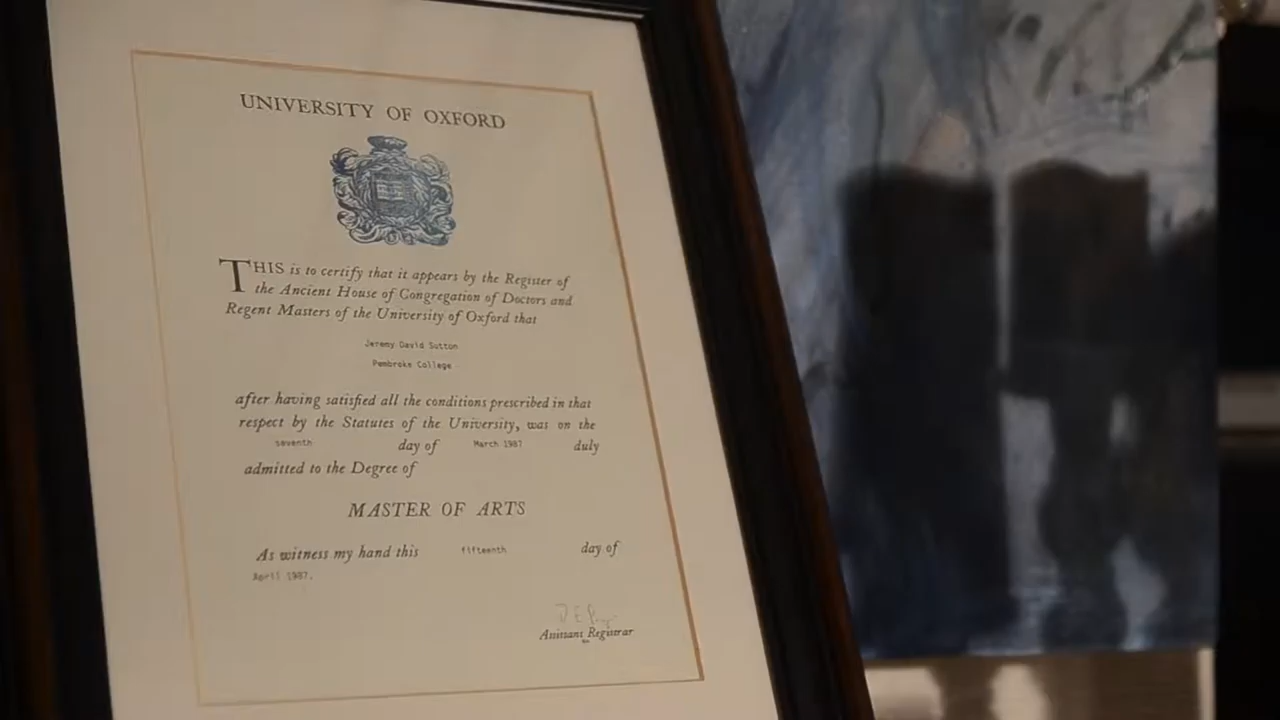 UNIVERSITY OF OXFORD
THIS is to certify that it appears by the Register of
the Ancient House of Congregation of Doctors and
Regent Masters of the University of Oxford that
Jeremy David Sutton
Pembroke College
after having satisfied all the conditions prescribed in that
respect by the Statutes of the University, was on the
seventh day of March 1987 duly
admitted to the Degree of
MASTER OF ARTS
As witness my hand this fifteenth day of
April 1987.
Assistant Registrar